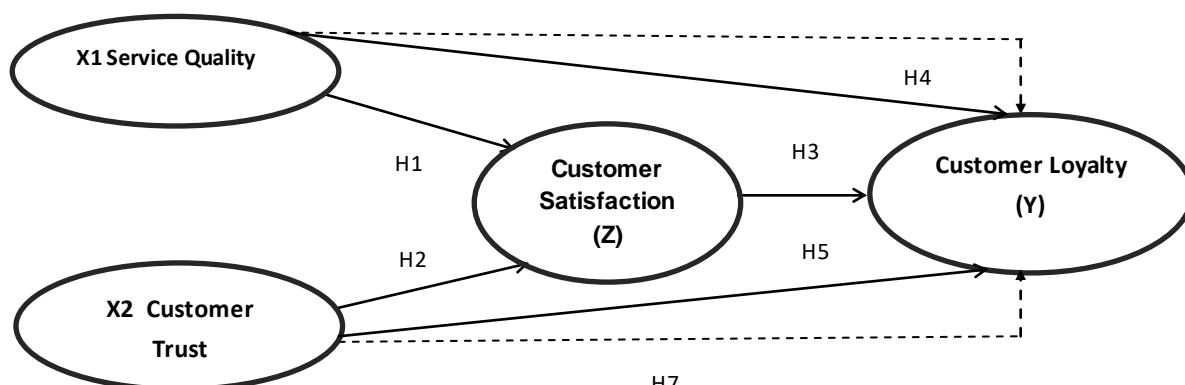 X1 Service Quality
H4
H1
Customer
Satisfaction
(Z)
H3
Customer Loyalty
(Y)
H2
H5
X2 Customer
Trust
H7